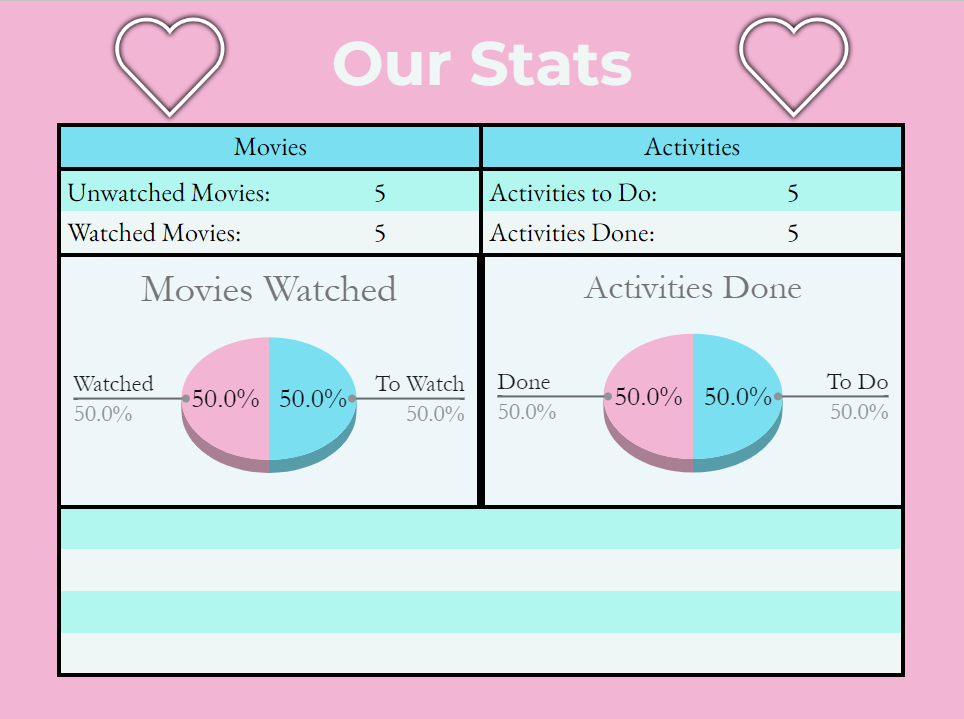 Our Stats
Movies Activities
Unwatched Movies: 5 Activities to Do: 5
Watched Movies: 5 Activities Done: 5
Movies Watched
Watched
50.0%
50.0% 50.0%
To Watch
50.0%
Activities Done
Done
50.0%
50.0% 50.0%
To Do
50.0%